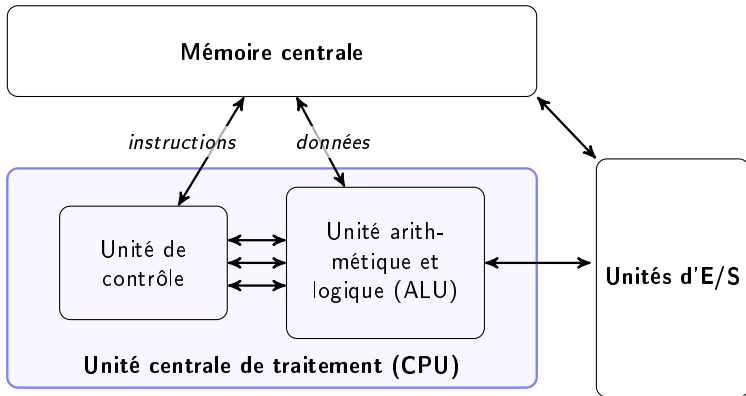 Mémoire centrale
instructions
données
Unité de
contrôle
Unité arith-
métique et
logique (ALU)
Unités d'E/S
Unité centrale de traitement (CPU)